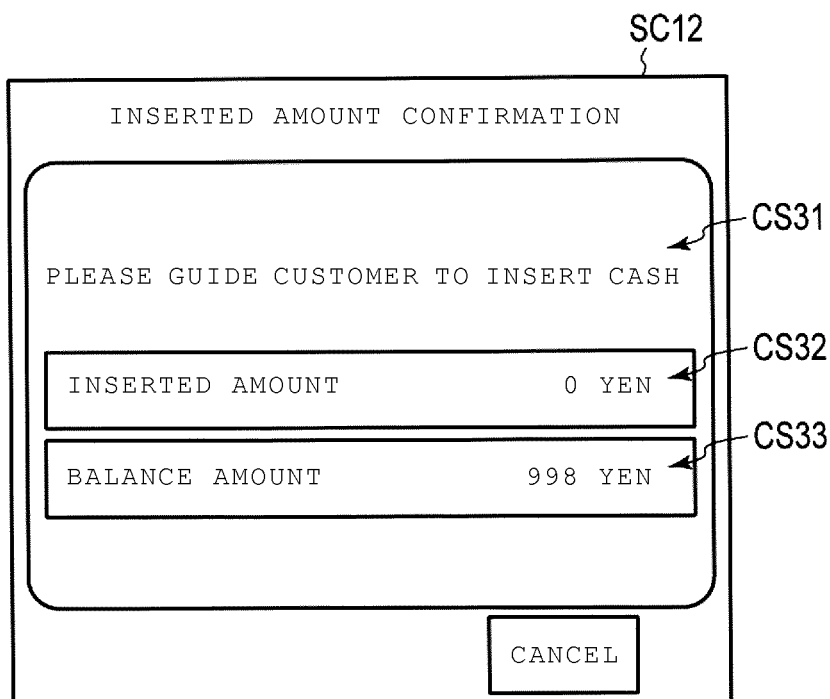 SC12
INSERTED AMOUNT CONFIRMATION
CS31
PLEASE GUIDE CUSTOMER TO INSERT CASH
CS32
INSERTED AMOUNT 0 YEN
CS33
BALANCE AMOUNT 998 YEN
CANCEL